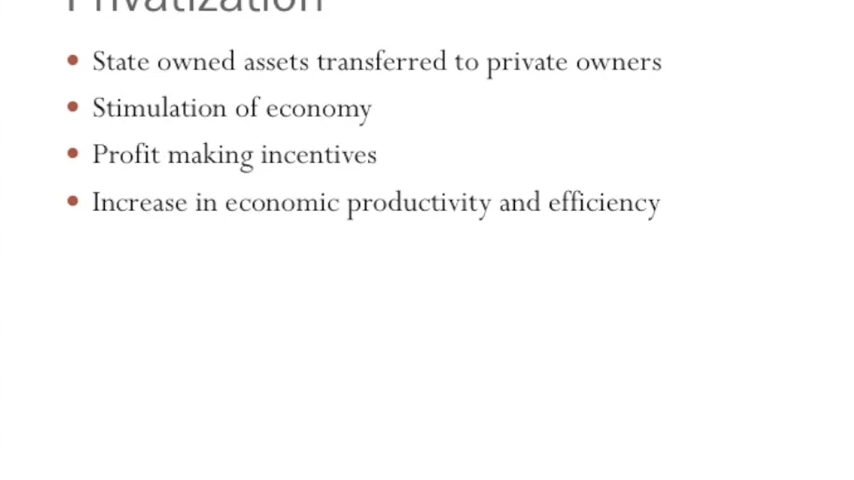 Privatization
State owned assets transferred to private owners
Stimulation of economy
Profit making incentives
Increase in economic productivity and efficiency